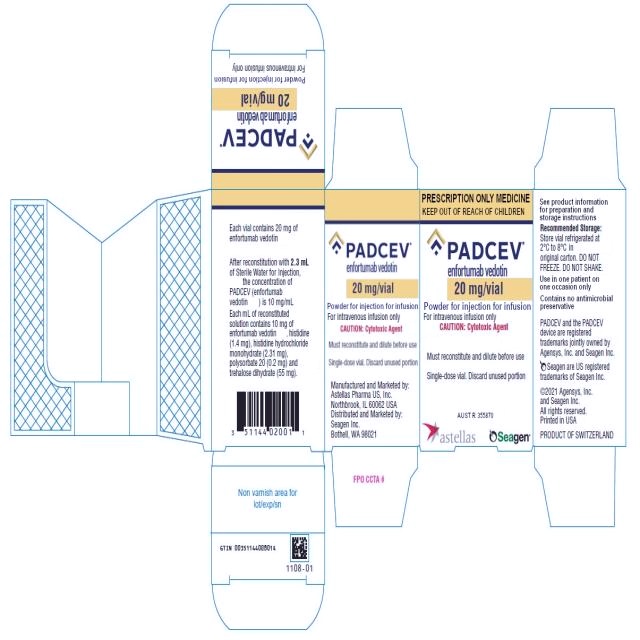 For intravenous infusion only
Powder for injection for infusion
20 mg/vial
enfortumab vedotin
PADCEV®
Each vial contains 20 mg of
enfortumab vedotin
After reconstitution with 2.3 mL
of Sterile Water for Injection,
the concentration of
PADCEV (enfortumab
vedotin ) is 10 mg/mL
Each mL of reconstituted
solution contains 10 mg of
enfortumab vedotin , histidine
(1.4 mg), histidine hydrochloride
monohydrate (2.31 mg),
polysorbate 20 (0.2 mg) and
trehalose dihydrate (55 mg).
3 51144 02001 1
Non varnish area for
lot/exp/sn
GTIN
1108-01
PADCEV®
enfortumab vedotin
20 mg/vial
Powder for injection for infusion
For intravenous infusion only
CAUTION: Cytotoxic Agent
Must reconstitute and dilute before use
Single-dose vial. Discard unused portion
Manufactured and Marketed by:
Astellas Pharma US, Inc.
Northbrook, IL 60062 USA
Distributed and Marketed by:
Seagen Inc.
Bothell, WA 98021
FPO CCTA #
PRESCRIPTION ONLY MEDICINE
KEEP OUT OF REACH OF CHILDREN
PADCEV®
enfortumab vedotin
20 mg/vial
Powder for injection for infusion
For intravenous infusion only
CAUTION: Cytotoxic Agent
Must reconstitute and dilute before use
Single-dose vial. Discard unused portion
AUST R 355870
astellas
Seagen®
See product information
for preparation and
storage instructions
Recommended Storage:
Store vial refrigerated at
2°C to 8°C in
original carton. DO NOT
FREEZE. DO NOT SHAKE.
Use in one patient on
one occasion only
Contains no antimicrobial
preservative
PADCEV and the PADCEV
device are registered
trademarks jointly owned by
Agensys, Inc. and Seagen Inc.
Seagen are US registered
trademarks of Seagen Inc.
©2021 Agensys, Inc.
and Seagen Inc.
All rights reserved.
Printed in USA
PRODUCT OF SWITZERLAND